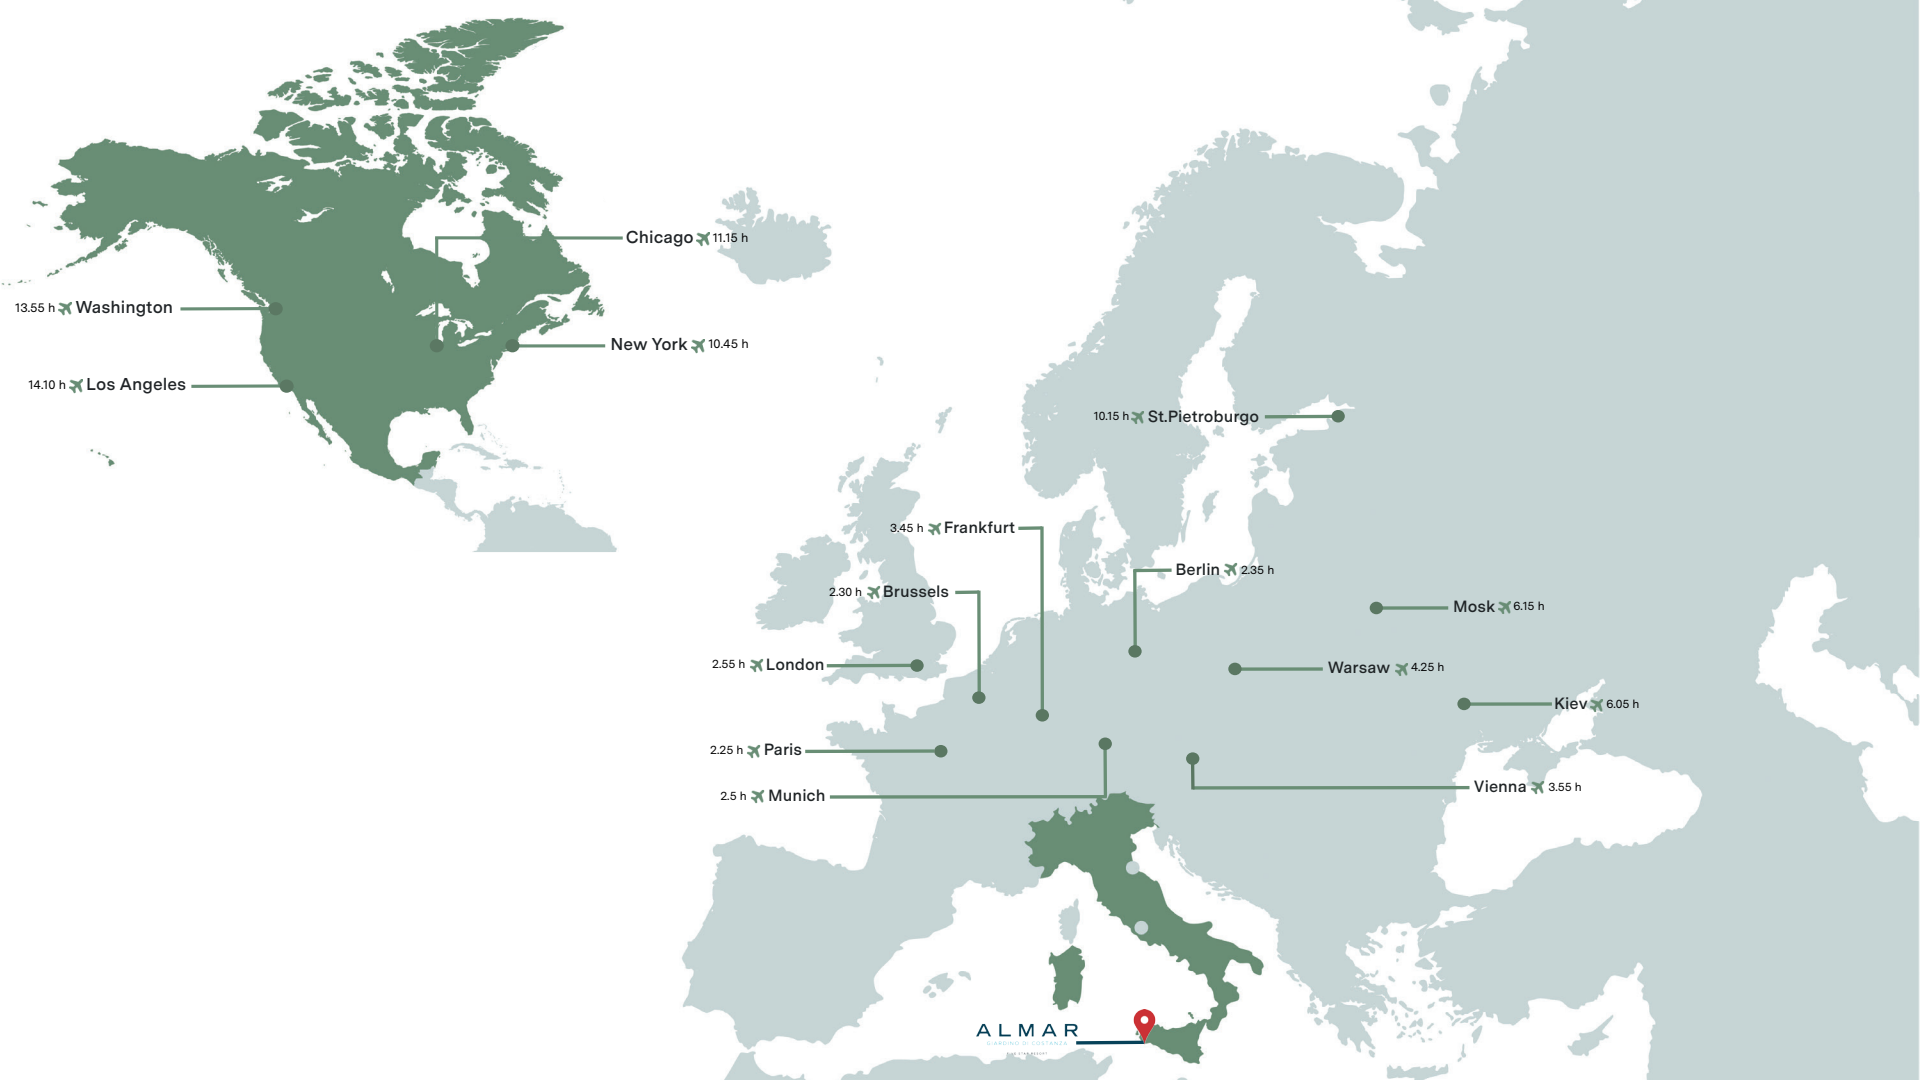 Chicago 11.15 h
13.55 h Washington
New York 10.45 h
14.10 h Los Angeles
10.15 h St.Pietroburgo
3.45 h Frankfurt
Berlin 2.35 h
2.30 h Brussels
Mosk 6.15 h
2.55 h London
Warsaw 4.25 h
Kiev 6.05 h
2.25 h Paris
Vienna 3.55 h
2.5 h Munich
ALMAR
GIARDINO DI COSTANZA